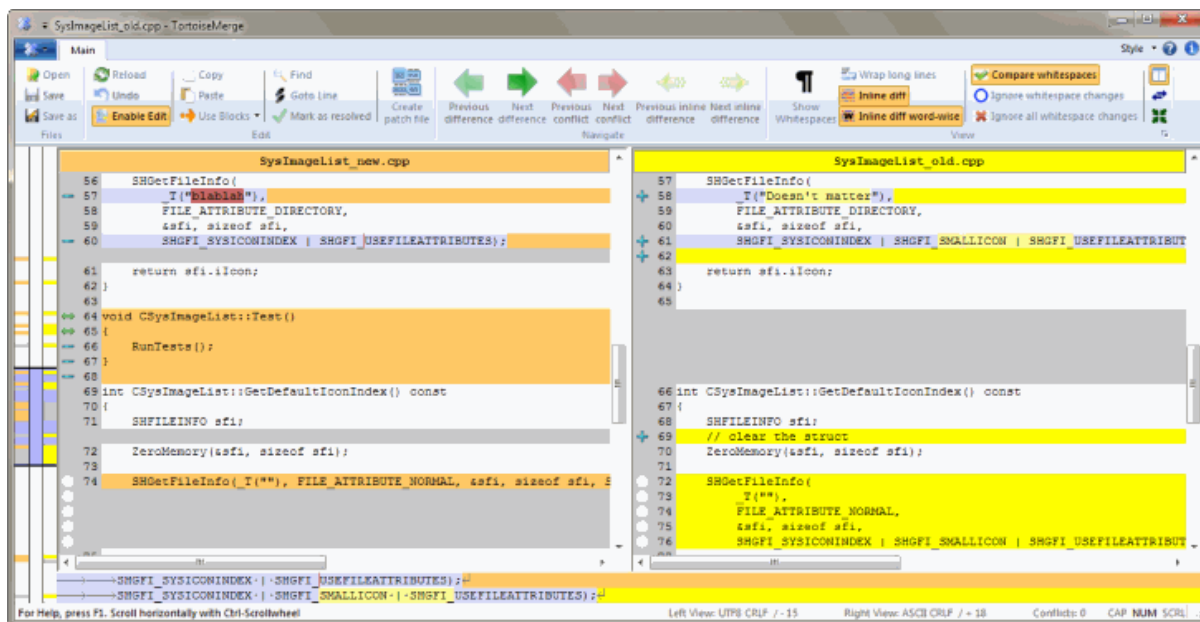 SysImageList_old.cpp - TortoiseMerge
Main
Style
Open
Save
Save as
Files
Reload
Undo
Enable Edit
Copy
Paste
Use Blocks
Find
Goto Line
Mark as resolved
Edit
Create patch file
Previous difference
Next difference
Previous conflict
Next conflict
Previous inline difference
Next inline difference
Navigate
Show Whitespaces
Wrap long lines
Inline diff
Inline diff word-wise
Compare whitespaces
Ignore whitespace changes
Ignore all whitespace changes
View
SysImageList_new.cpp
56 SHGetFileInfo(
57 _T("blablah"),
58 FILE_ATTRIBUTE_DIRECTORY,
59 &sfi, sizeof sfi,
60 SHGFI_SYSICONINDEX | SHGFI_USEFILEATTRIBUTES);
61 return sfi.iIcon;
62 }
63
64 void CSysImageList::Test()
65 {
66 RunTests();
67 }
68
69 int CSysImageList::GetDefaultIconIndex() const
70 {
71 SHFILEINFO sfi;
72 ZeroMemory(&sfi, sizeof sfi);
73
74 SHGetFileInfo(_T(""), FILE_ATTRIBUTE_NORMAL, &sfi, sizeof sfi, S
SysImageList_old.cpp
57 SHGetFileInfo(
58 _T("Doesn't matter"),
59 FILE_ATTRIBUTE_DIRECTORY,
60 &sfi, sizeof sfi,
61 SHGFI_SYSICONINDEX | SHGFI_SMALLICON | SHGFI_USEFILEATTRIBUT
62
63 return sfi.iIcon;
64 }
65
66 int CSysImageList::GetDefaultIconIndex() const
67 {
68 SHFILEINFO sfi;
69 // clear the struct
70 ZeroMemory(&sfi, sizeof sfi);
71
72 SHGetFileInfo(
73 _T(""),
74 FILE_ATTRIBUTE_NORMAL,
75 &sfi, sizeof sfi,
76 SHGFI_SYSICONINDEX | SHGFI_SMALLICON | SHGFI_USEFILEATTRIBUT
SHGFI_SYSICONINDEX·|·SHGFI_USEFILEATTRIBUTES);
SHGFI_SYSICONINDEX·|·SHGFI_SMALLICON·|·SHGFI_USEFILEATTRIBUTES);
For Help, press F1. Scroll horizontally with Ctrl-Scrollwheel
Left View: UTF8 CRLF / - 15
Right View: ASCII CRLF / + 18
Conflicts: 0
CAP NUM SCRL